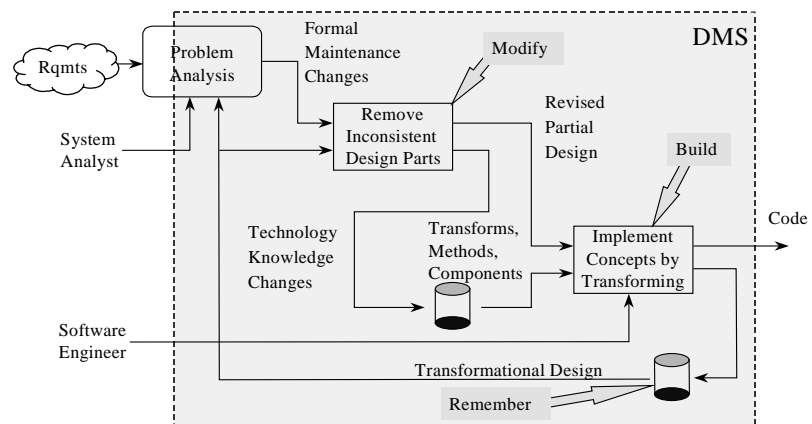 DMS
Rqmts
Problem
Analysis
Formal
Maintenance
Changes
Modify
System
Analyst
Remove
Inconsistent
Design Parts
Revised
Partial
Design
Build
Technology
Knowledge
Changes
Transforms,
Methods,
Components
Implement
Concepts by
Transforming
Code
Software
Engineer
Transformational Design
Remember